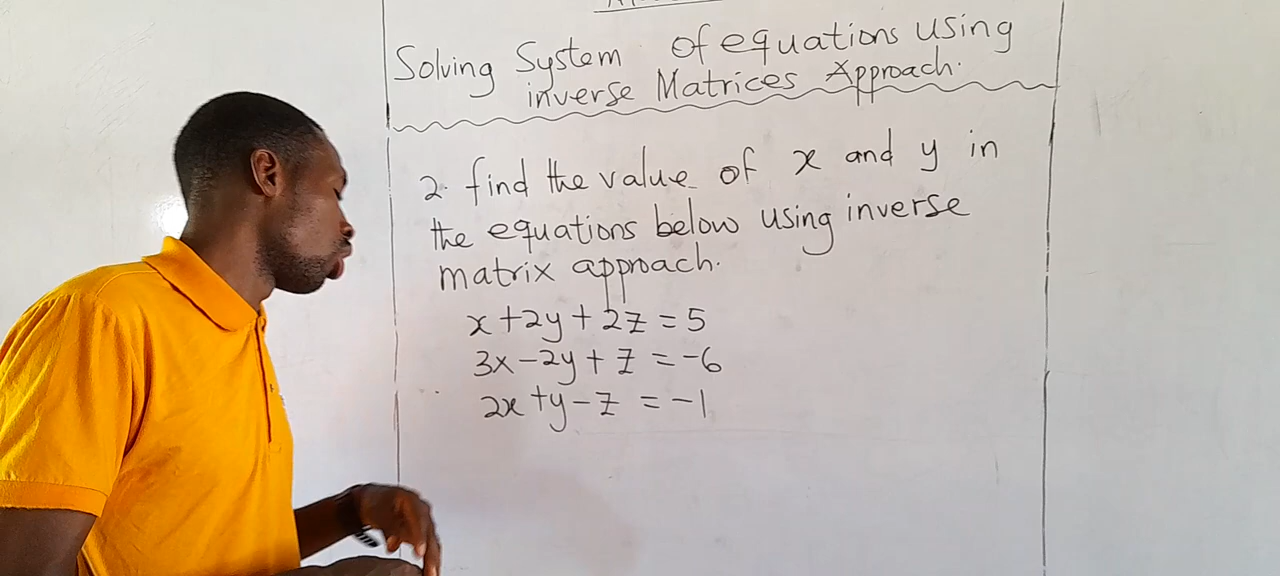 Solving System of equations using
inverse Matrices Approach.
2. find the value of x and y in
the equations below using inverse
matrix approach.
x+2y+2z=5
3x-2y+z=-6
2x+y-z=-1